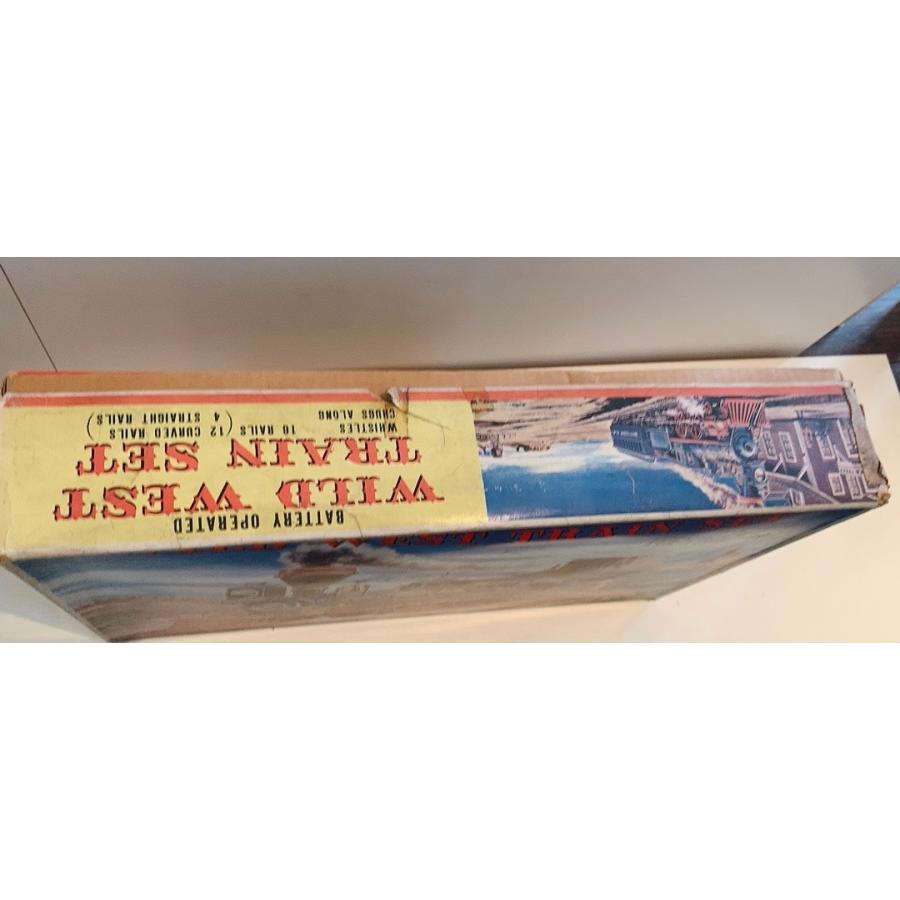 BATTERY OPERATED
WILD WEST
TRAIN SET
WHISTLES 16 RAILS (12 CURVED RAILS
CHUGS ALONG 4 STRAIGHT RAILS)